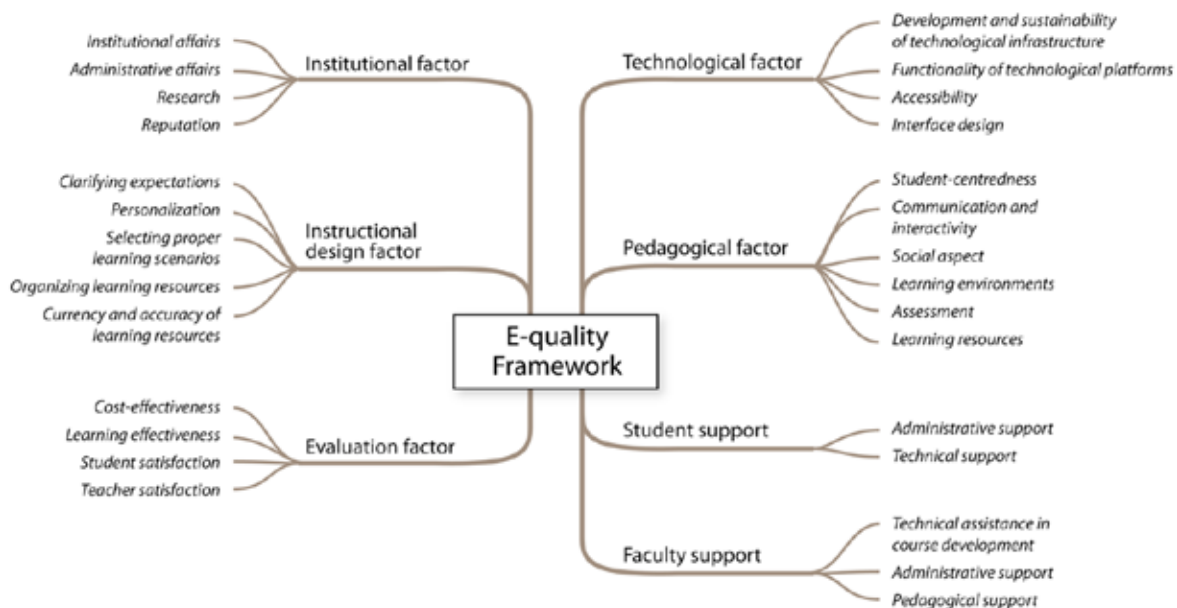 Institutional affairs
Administrative affairs
Research
Reputation
Institutional factor
Clarifying expectations
Personalization
Selecting proper
learning scenarios
Organizing learning resources
Currency and accuracy of
learning resources
Instructional
design factor
Cost-effectiveness
Learning effectiveness
Student satisfaction
Teacher satisfaction
Evaluation factor
E-quality
Framework
Technological factor
Development and sustainability
of technological infrastructure
Functionality of technological platforms
Accessibility
Interface design
Pedagogical factor
Student-centredness
Communication and
interactivity
Social aspect
Learning environments
Assessment
Learning resources
Student support
Administrative support
Technical support
Faculty support
Technical assistance in
course development
Administrative support
Pedagogical support